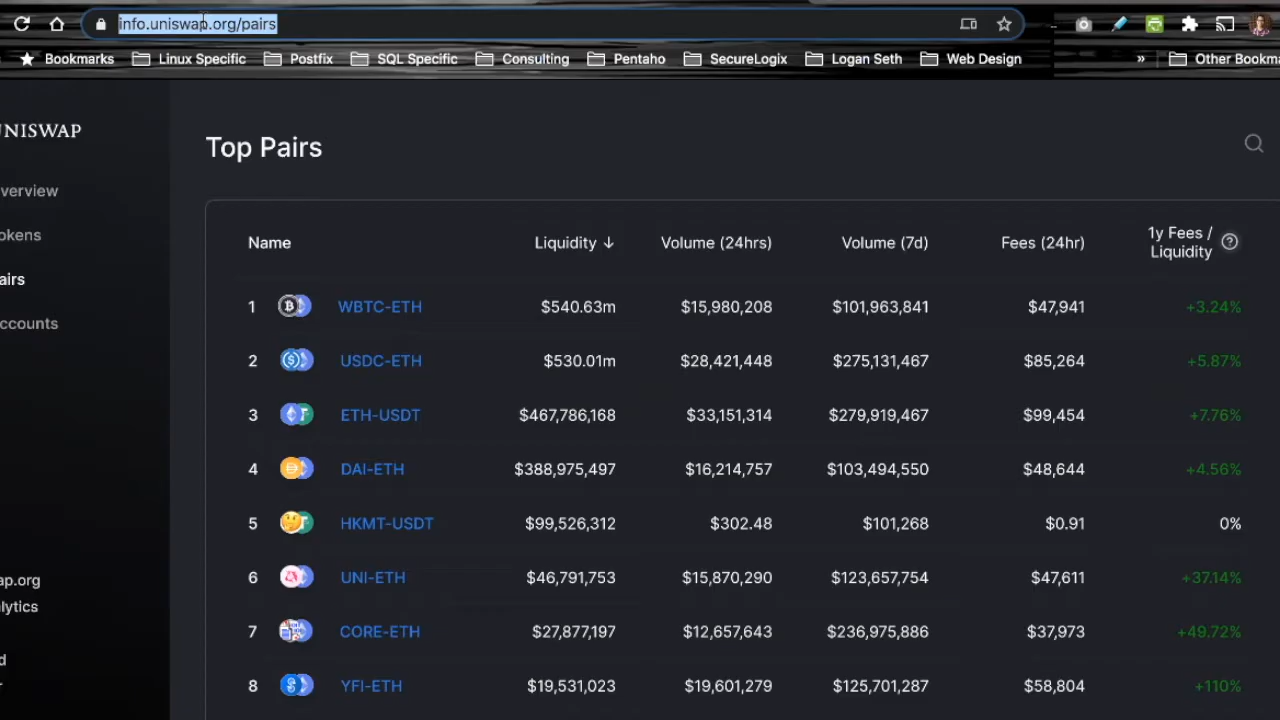 info.uniswap.org/pairs
» Bookmarks Linux Specific Postfix SQL Specific Consulting Pentaho SecureLogix Logan Seth Web Design Other Bookma
UNISWAP
Top Pairs
verview
okens
airs
ccounts
ap.org
lytics
d
r
Name Liquidity ↓ Volume (24hrs) Volume (7d) Fees (24hr) 1y Fees /
Liquidity ?
1 WBTC-ETH $540.63m $15,980,208 $101,963,841 $47,941 +3.24%
2 USDC-ETH $530.01m $28,421,448 $275,131,467 $85,264 +5.87%
3 ETH-USDT $467,786,168 $33,151,314 $279,919,467 $99,454 +7.76%
4 DAI-ETH $388,975,497 $16,214,757 $103,494,550 $48,644 +4.56%
5 HKMT-USDT $99,526,312 $302.48 $101,268 $0.91 0%
6 UNI-ETH $46,791,753 $15,870,290 $123,657,754 $47,611 +37.14%
7 CORE-ETH $27,877,197 $12,657,643 $236,975,886 $37,973 +49.72%
8 YFI-ETH $19,531,023 $19,601,279 $125,701,287 $58,804 +110%